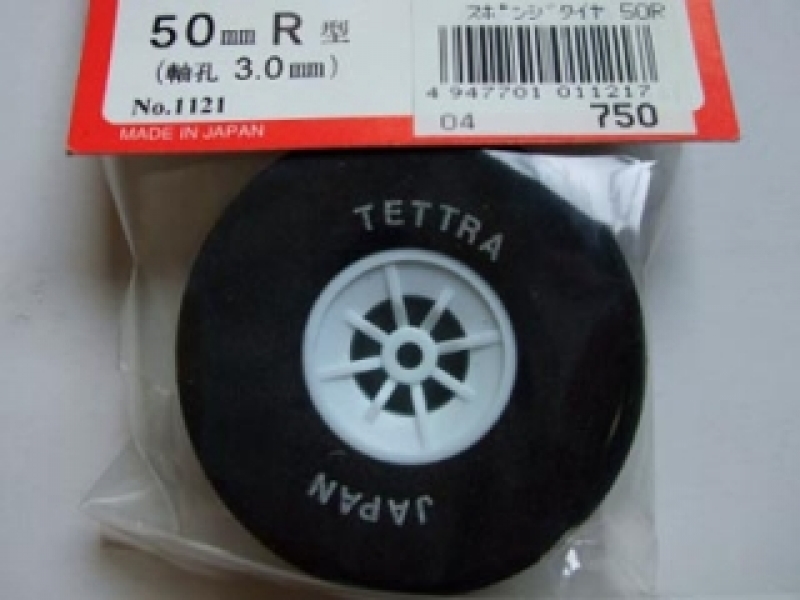 50mm R 型
(軸孔 3.0mm)
No.1121
MADE IN JAPAN
スポンジタイヤ 50R
4 947701 011217
04 750
TETTRA
JAPAN